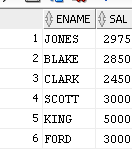 ENAME SAL
1 JONES 2975
2 BLAKE 2850
3 CLARK 2450
4 SCOTT 3000
5 KING 5000
6 FORD 3000